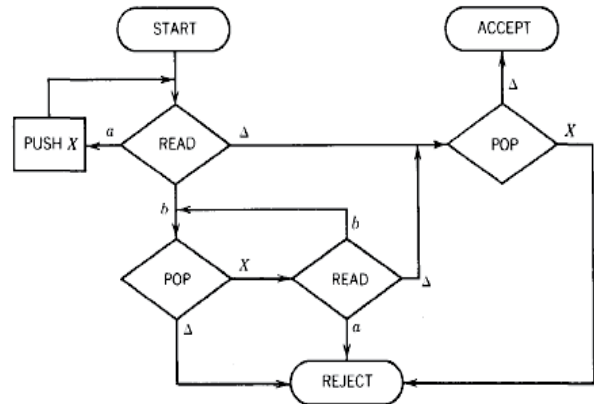 START ACCEPT
Δ
PUSH X a READ Δ POP X
b b
POP X READ Δ
Δ a
REJECT